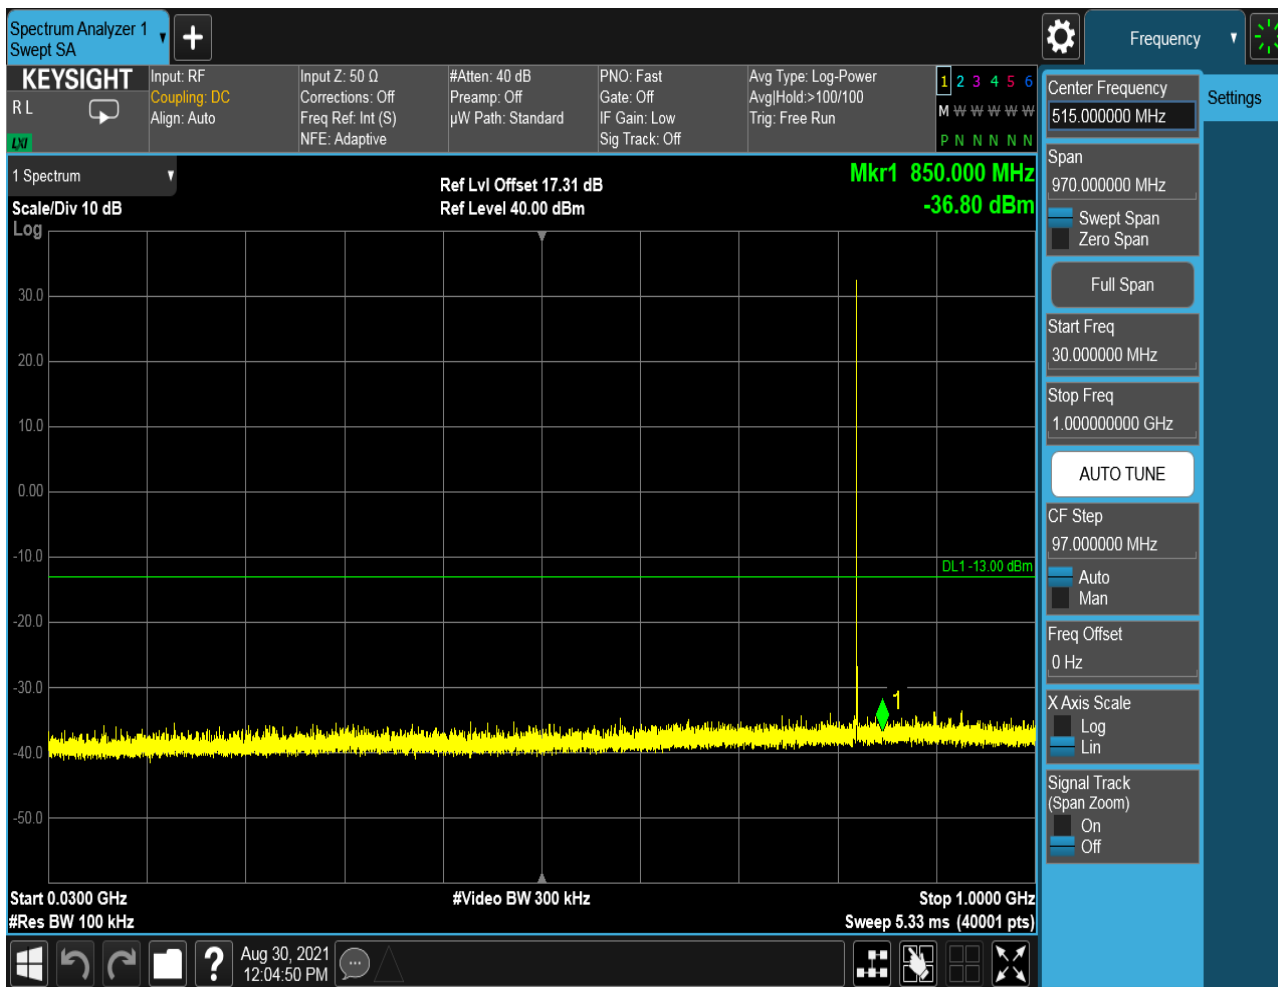 Spectrum Analyzer 1
Swept SA
Frequency
KEYSIGHT
R L
LXI
Input: RF
Coupling: DC
Align: Auto
Input Z: 50 Ω
Corrections: Off
Freq Ref: Int (S)
NFE: Adaptive
#Atten: 40 dB
Preamp: Off
µW Path: Standard
PNO: Fast
Gate: Off
IF Gain: Low
Sig Track: Off
Avg Type: Log-Power
Avg|Hold:>100/100
Trig: Free Run
1 2 3 4 5 6
M W W W W W
P N N N N N
1 Spectrum
Scale/Div 10 dB
Log
Ref Lvl Offset 17.31 dB
Ref Level 40.00 dBm
Mkr1 850.000 MHz
-36.80 dBm
30.0
20.0
10.0
0.00
-10.0
-20.0
-30.0
-40.0
-50.0
DL1 -13.00 dBm
1
Start 0.0300 GHz
#Res BW 100 kHz
#Video BW 300 kHz
Stop 1.0000 GHz
Sweep 5.33 ms (40001 pts)
Aug 30, 2021
12:04:50 PM
Center Frequency
515.000000 MHz
Span
970.000000 MHz
Swept Span
Zero Span
Full Span
Start Freq
30.000000 MHz
Stop Freq
1.000000000 GHz
AUTO TUNE
CF Step
97.000000 MHz
Auto
Man
Freq Offset
0 Hz
X Axis Scale
Log
Lin
Signal Track
(Span Zoom)
On
Off
Settings